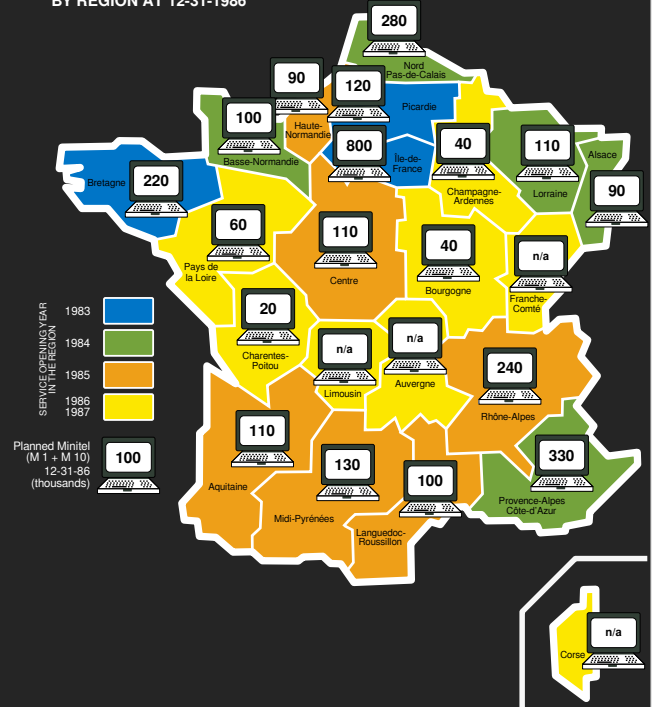 BY REGION AT 12-31-1986
280
Nord
Pas-de-Calais
90
120
Picardie
100
Haute-
Normandie
800
Île-de-
France
40
110
Alsace
Basse-Normandie
Bretagne
220
Champagne-
Ardennes
Lorraine
90
60
110
40
n/a
Pays de
la Loire
Centre
Bourgogne
Franche-
Comté
SERVICE OPENING YEAR
IN THE REGION
1983
1984
1985
1986
1987
20
Charentes-
Poitou
n/a
Limousin
n/a
Auvergne
240
Rhône-Alpes
Planned Minitel
(M 1 + M 10)
12-31-86
(thousands)
100
110
Aquitaine
130
Midi-Pyrénées
100
Languedoc-
Roussillon
330
Provence-Alpes
Côte-d'Azur
n/a
Corse